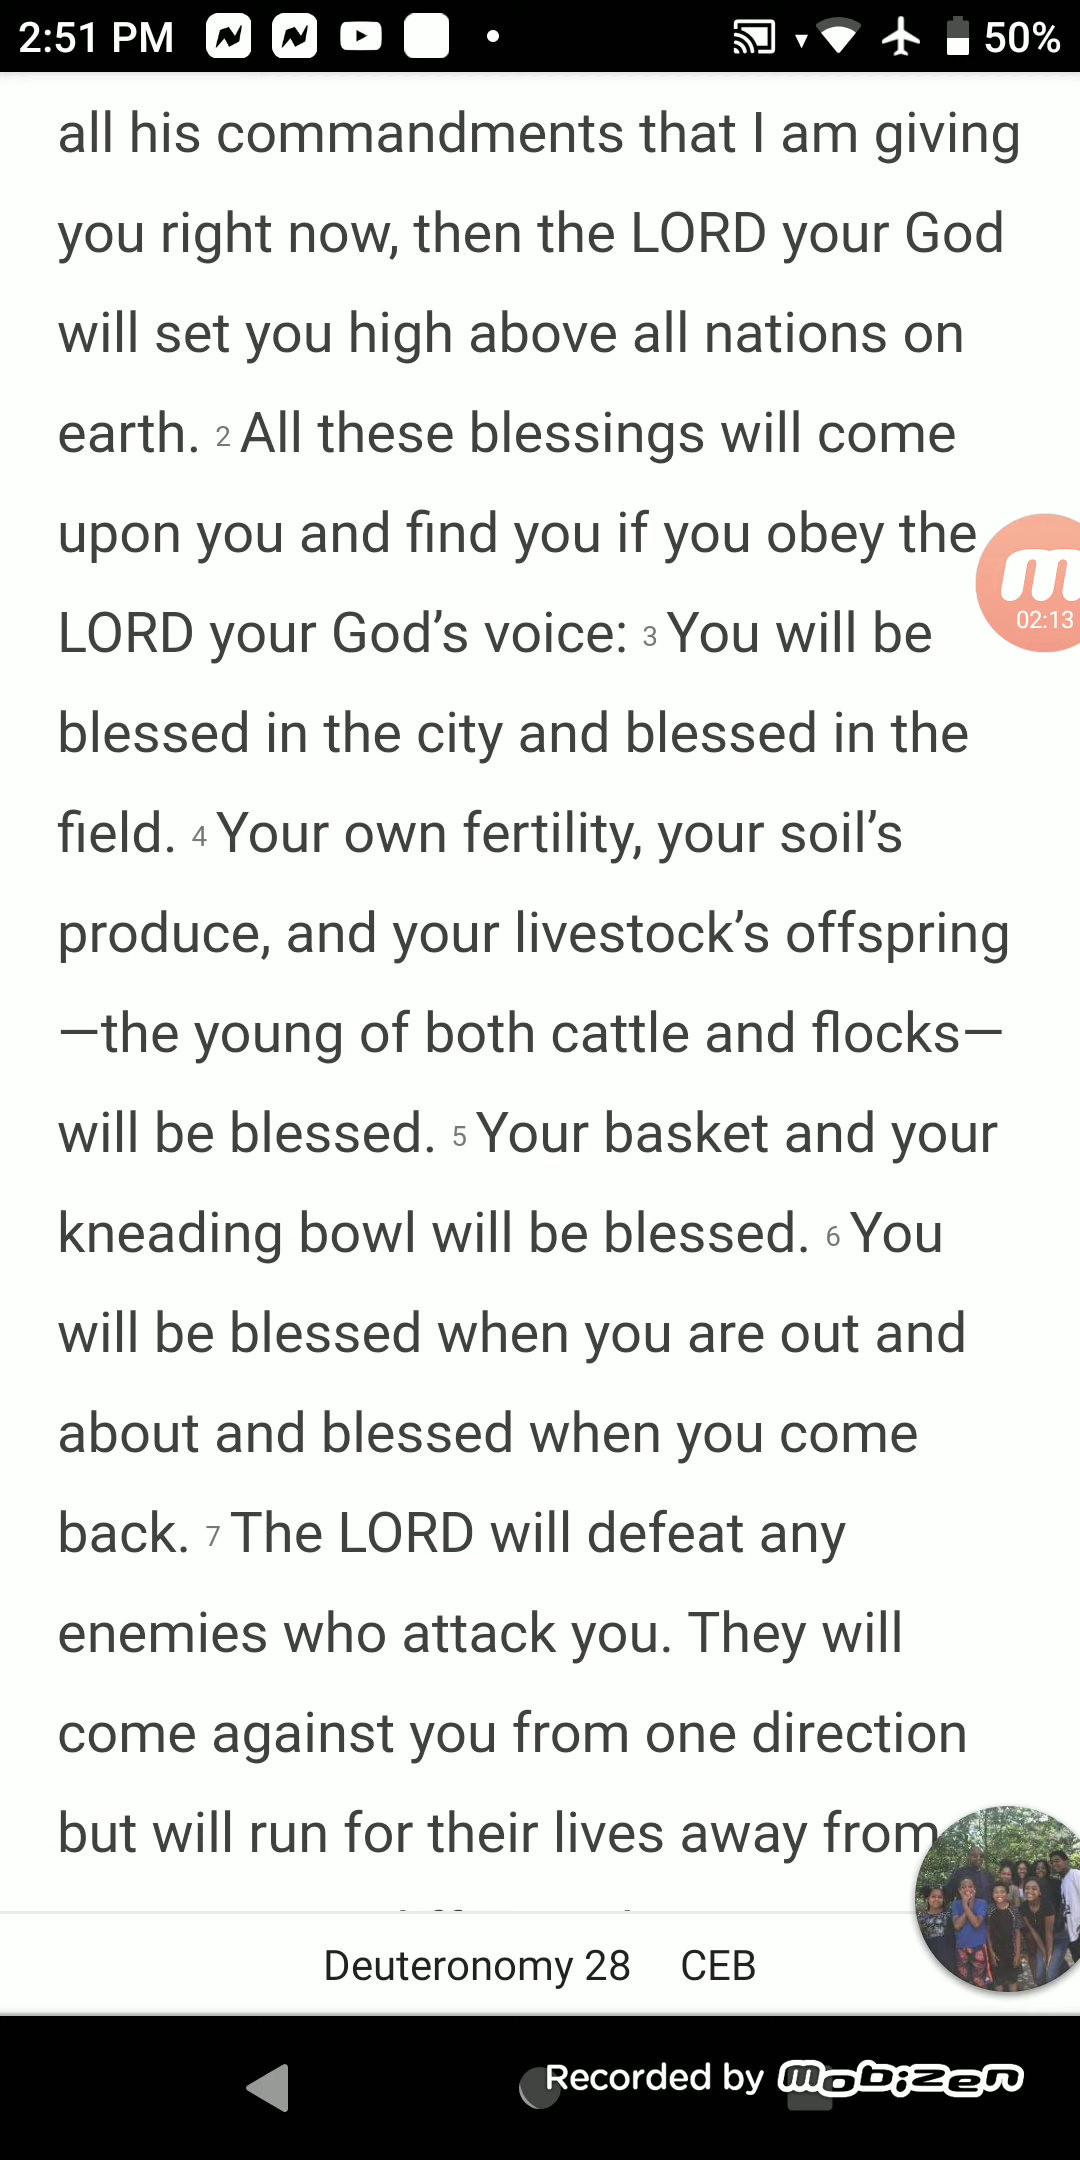 2:51 PM 50%
all his commandments that I am giving
you right now, then the LORD your God
will set you high above all nations on
earth. 2 All these blessings will come
upon you and find you if you obey the
LORD your God’s voice: 3 You will be
02:13
blessed in the city and blessed in the
field. 4 Your own fertility, your soil’s
produce, and your livestock’s offspring
—the young of both cattle and flocks—
will be blessed. 5 Your basket and your
kneading bowl will be blessed. 6 You
will be blessed when you are out and
about and blessed when you come
back. 7 The LORD will defeat any
enemies who attack you. They will
come against you from one direction
but will run for their lives away from
Deuteronomy 28 CEB
Recorded by mobizen